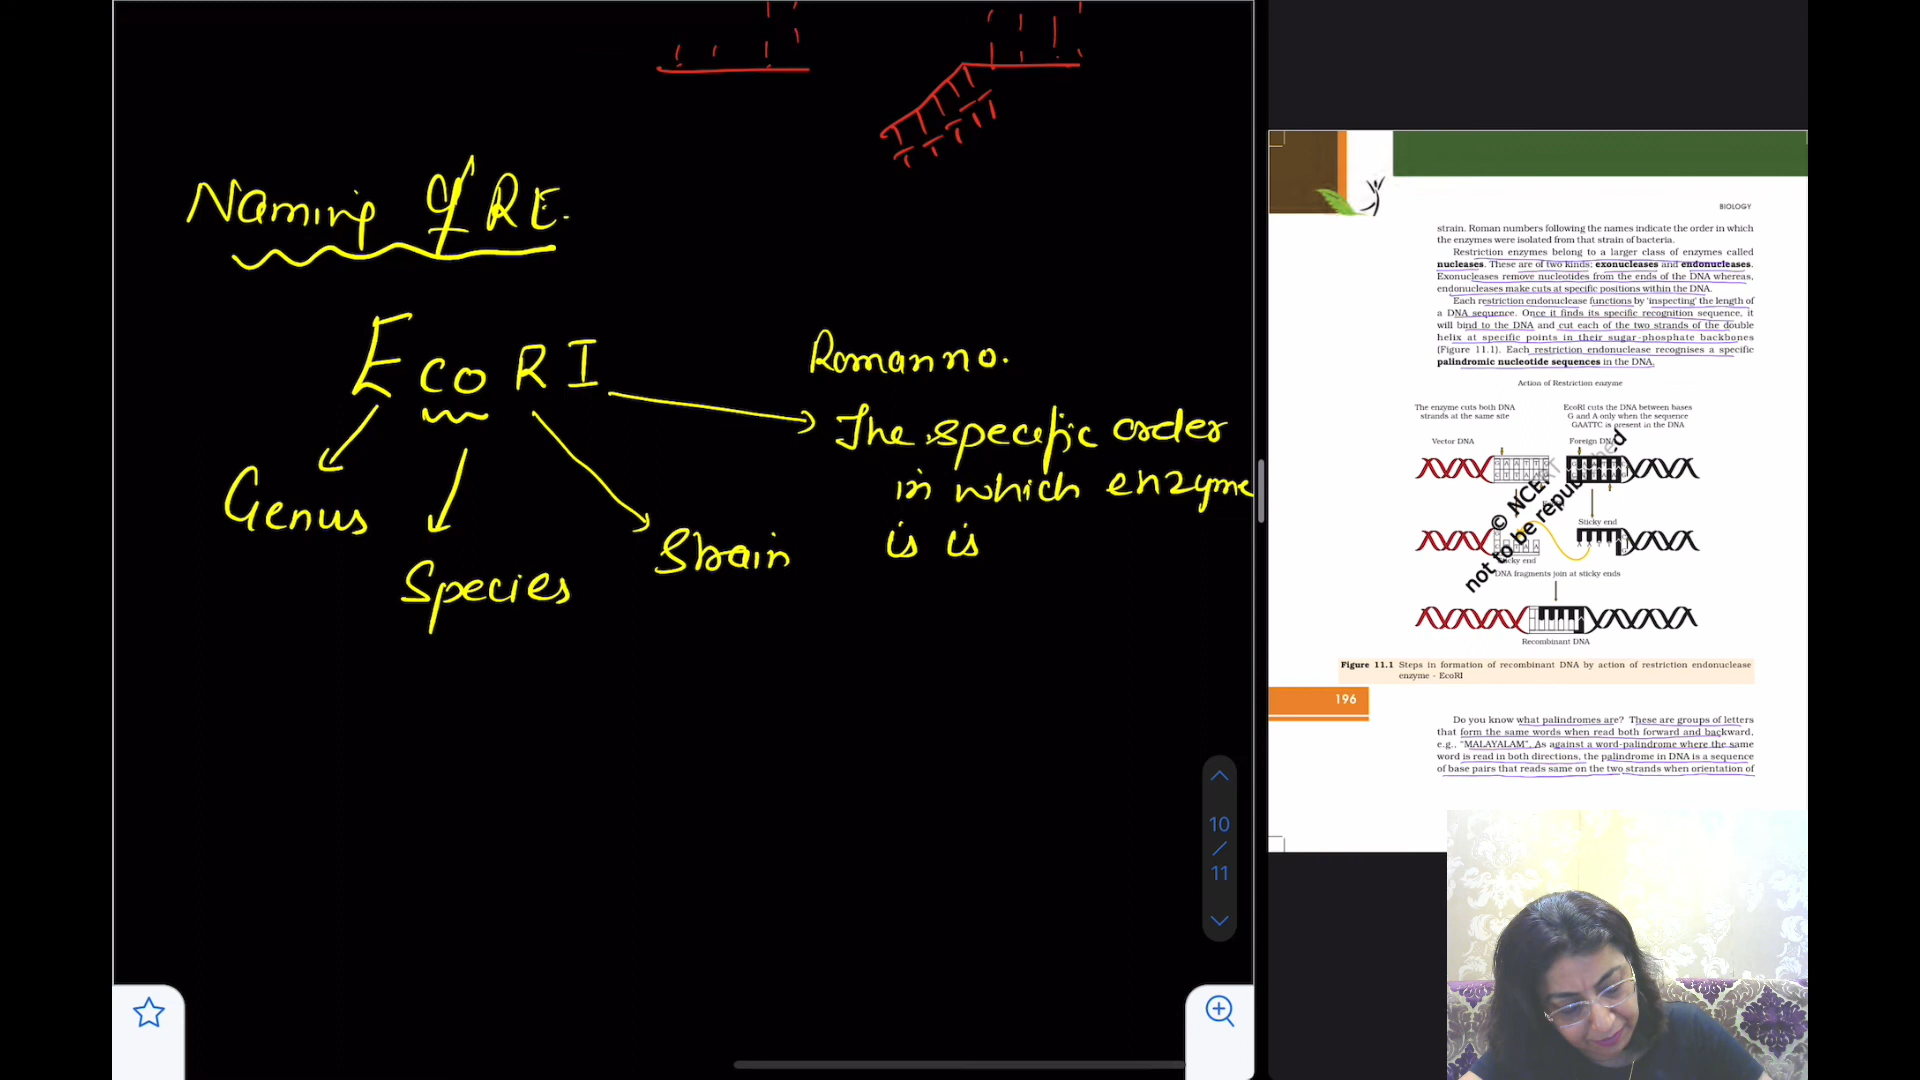 Naming of RE.
EcoRI
Genus
Species
Strain
Roman no.
The specific order
in which enzyme
is is
10
/
11
BIOLOGY
strain. Roman numbers following the names indicate the order in which
the enzymes were isolated from that strain of bacteria.
Restriction enzymes belong to a larger class of enzymes called
nucleases. These are of two kinds; exonucleases and endonucleases.
Exonucleases remove nucleotides from the ends of the DNA whereas,
endonucleases make cuts at specific positions within the DNA.
Each restriction endonuclease functions by 'inspecting' the length of
a DNA sequence. Once it finds its specific recognition sequence, it
will bind to the DNA and cut each of the two strands of the double
helix at specific points in their sugar-phosphate backbones
(Figure 11.1). Each restriction endonuclease recognises a specific
palindromic nucleotide sequences in the DNA.
Action of Restriction enzyme
The enzyme cuts both DNA
strands at the same site
EcoRI cuts the DNA between bases
G and A only when the sequence
GAATTC is present in the DNA
Vector DNA
Foreign DNA
© NCERT
not to be republished
Sticky end
Sticky end
DNA fragments join at sticky ends
Recombinant DNA
Figure 11.1 Steps in formation of recombinant DNA by action of restriction endonuclease
enzyme - EcoRI
196
Do you know what palindromes are? These are groups of letters
that form the same words when read both forward and backward,
e.g., "MALAYALAM". As against a word-palindrome where the same
word is read in both directions, the palindrome in DNA is a sequence
of base pairs that reads same on the two strands when orientation of